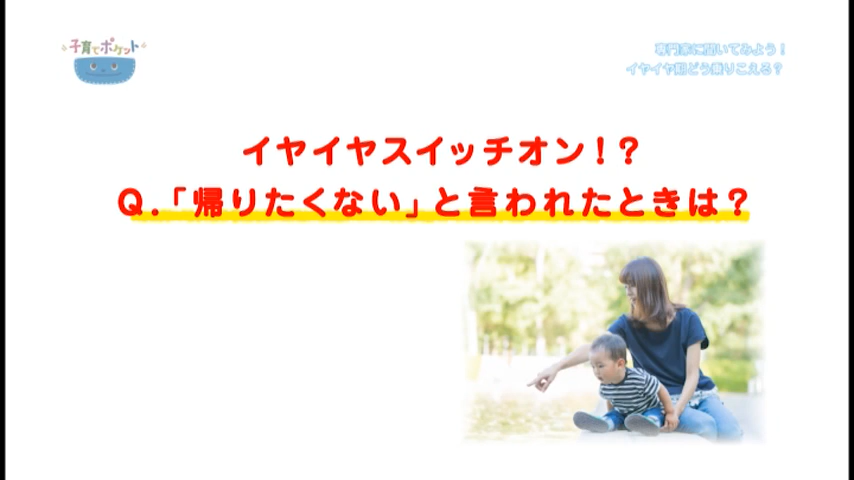 子育てポケット
専門家に聞いてみよう!
イヤイヤ期どう乗りこえる?
イヤイヤスイッチオン!?
Q.「帰りたくない」と言われたときは?